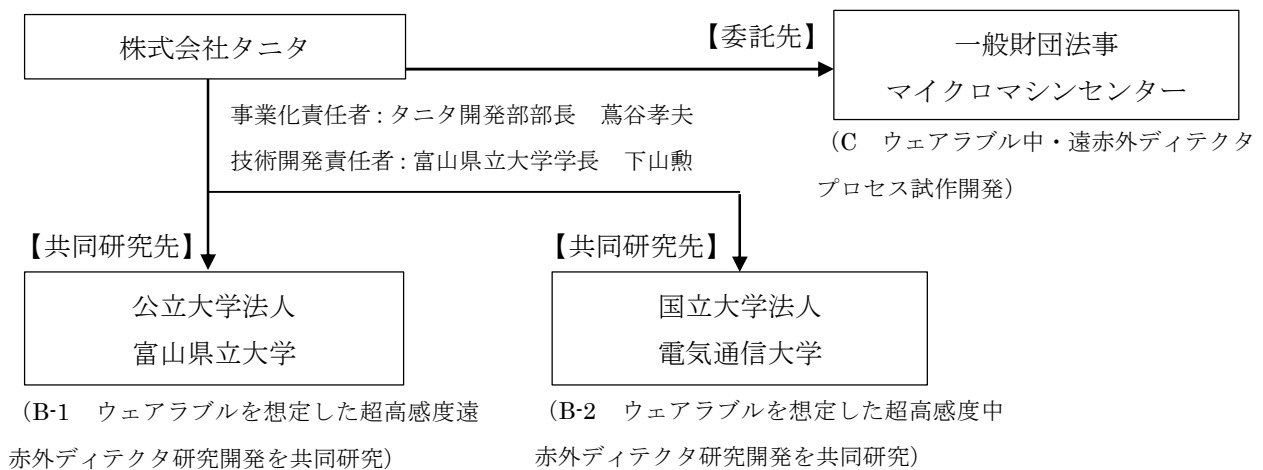 株式会社タニタ
【委託先】
一般財団法事
マイクロマシンセンター
(C　ウェアラブル中・遠赤外ディテクタ
プロセス試作開発)
事業化責任者:タニタ開発部部長　蔦谷孝夫
技術開発責任者:富山県立大学学長　下山勲
【共同研究先】
公立大学法人
富山県立大学
(B-1　ウェアラブルを想定した超高感度遠
赤外ディテクタ研究開発を共同研究)
【共同研究先】
国立大学法人
電気通信大学
(B-2　ウェアラブルを想定した超高感度中
赤外ディテクタ研究開発を共同研究)